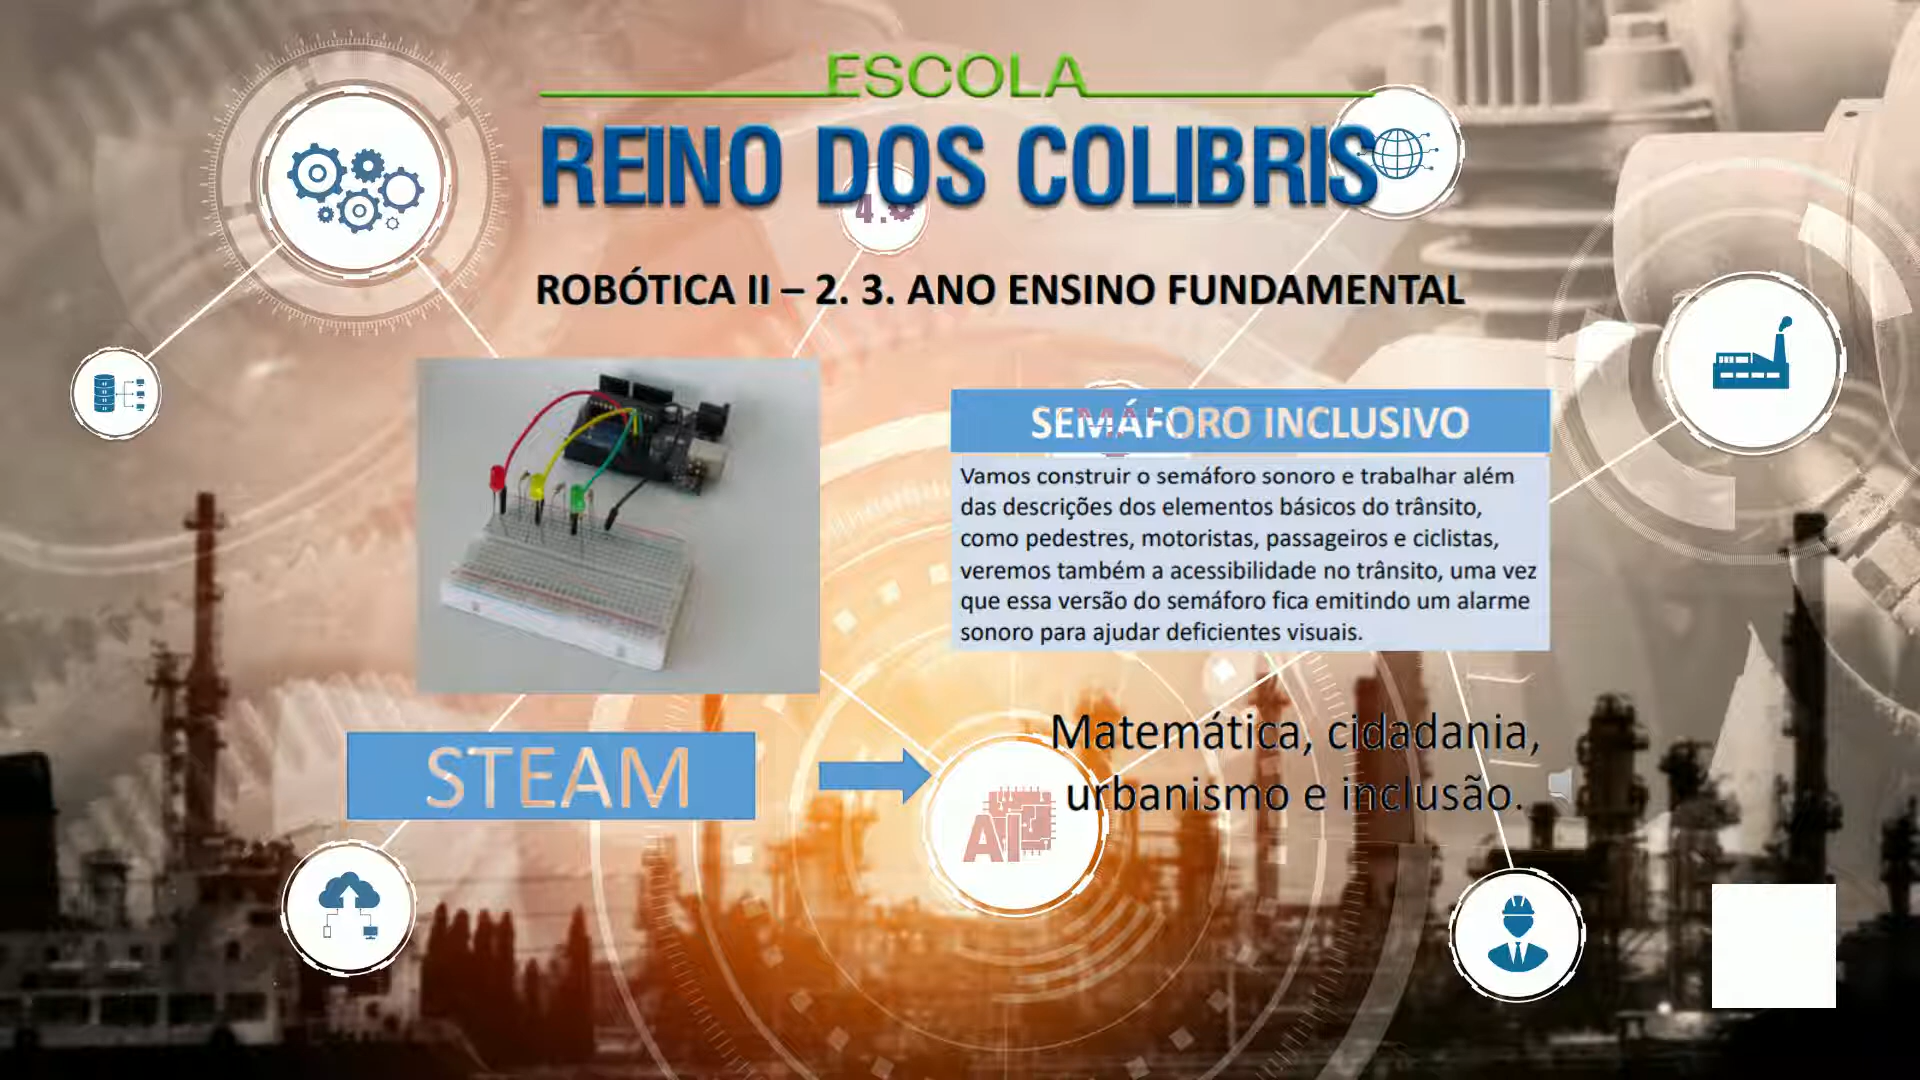 ESCOLA
REINO DOS COLIBRIS
4.
ROBÓTICA II – 2. 3. ANO ENSINO FUNDAMENTAL
SEMÁFORO INCLUSIVO
Vamos construir o semáforo sonoro e trabalhar além
das descrições dos elementos básicos do trânsito,
como pedestres, motoristas, passageiros e ciclistas,
veremos também a acessibilidade no trânsito, uma vez
que essa versão do semáforo fica emitindo um alarme
sonoro para ajudar deficientes visuais.
STEAM
Matemática, cidadania,
urbanismo e inclusão.
AI